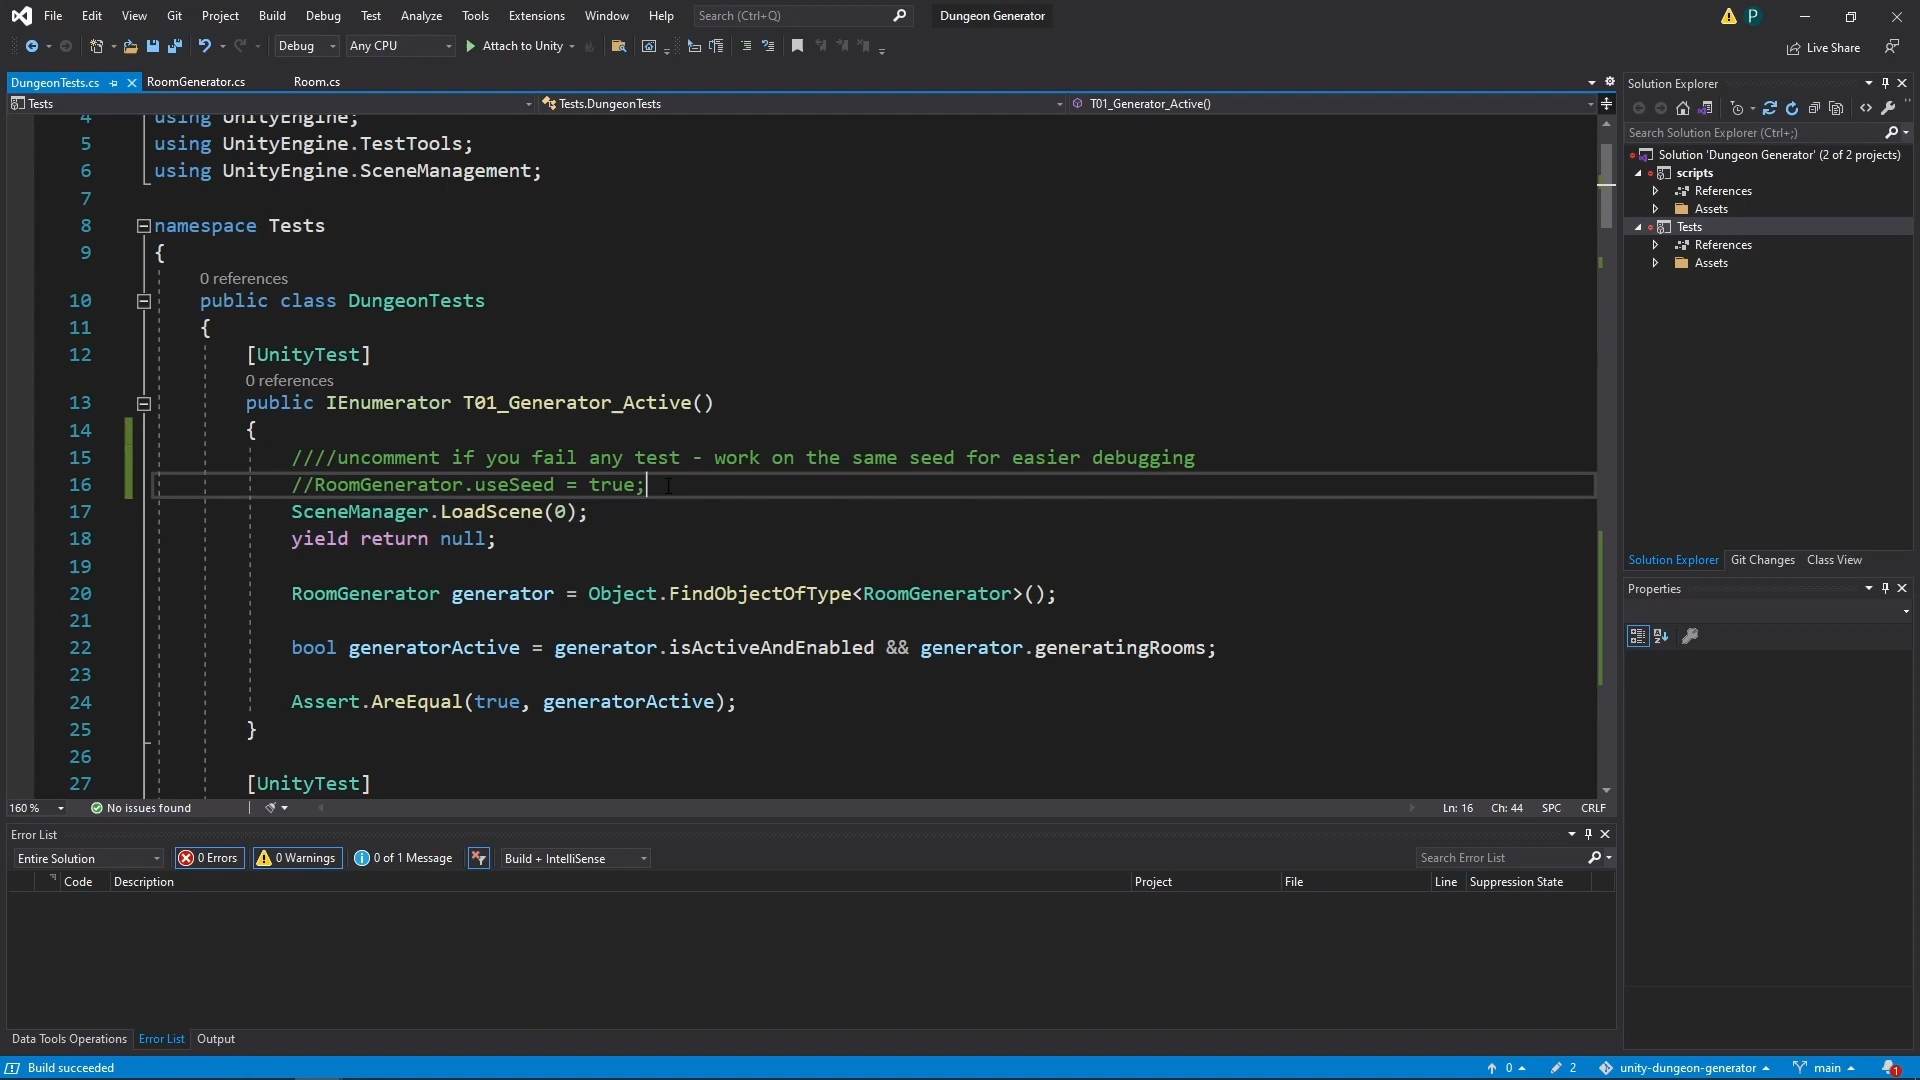 File Edit View Git Project Build Debug Test Analyze Tools Extensions Window Help Search (Ctrl+Q) Dungeon Generator P
Debug Any CPU Attach to Unity Live Share
DungeonTests.cs RoomGenerator.cs Room.cs
Tests Tests.DungeonTests T01_Generator_Active()
4 using UnityEngine;
5 using UnityEngine.TestTools;
6 using UnityEngine.SceneManagement;
7
8 namespace Tests
9 {
0 references
10 public class DungeonTests
11 {
12 [UnityTest]
0 references
13 public IEnumerator T01_Generator_Active()
14 {
15 ////uncomment if you fail any test - work on the same seed for easier debugging
16 //RoomGenerator.useSeed = true;
17 SceneManager.LoadScene(0);
18 yield return null;
19
20 RoomGenerator generator = Object.FindObjectOfType<RoomGenerator>();
21
22 bool generatorActive = generator.isActiveAndEnabled && generator.generatingRooms;
23
24 Assert.AreEqual(true, generatorActive);
25 }
26
27 [UnityTest]
160 % No issues found Ln: 16 Ch: 44 SPC CRLF
Error List
Entire Solution 0 Errors 0 Warnings 0 of 1 Message Build + IntelliSense Search Error List
Code Description Project File Line Suppression State
Data Tools Operations Error List Output
Solution Explorer
Search Solution Explorer (Ctrl+;)
Solution 'Dungeon Generator' (2 of 2 projects)
scripts
References
Assets
Tests
References
Assets
Solution Explorer Git Changes Class View
Properties
Build succeeded 0 2 unity-dungeon-generator main 1